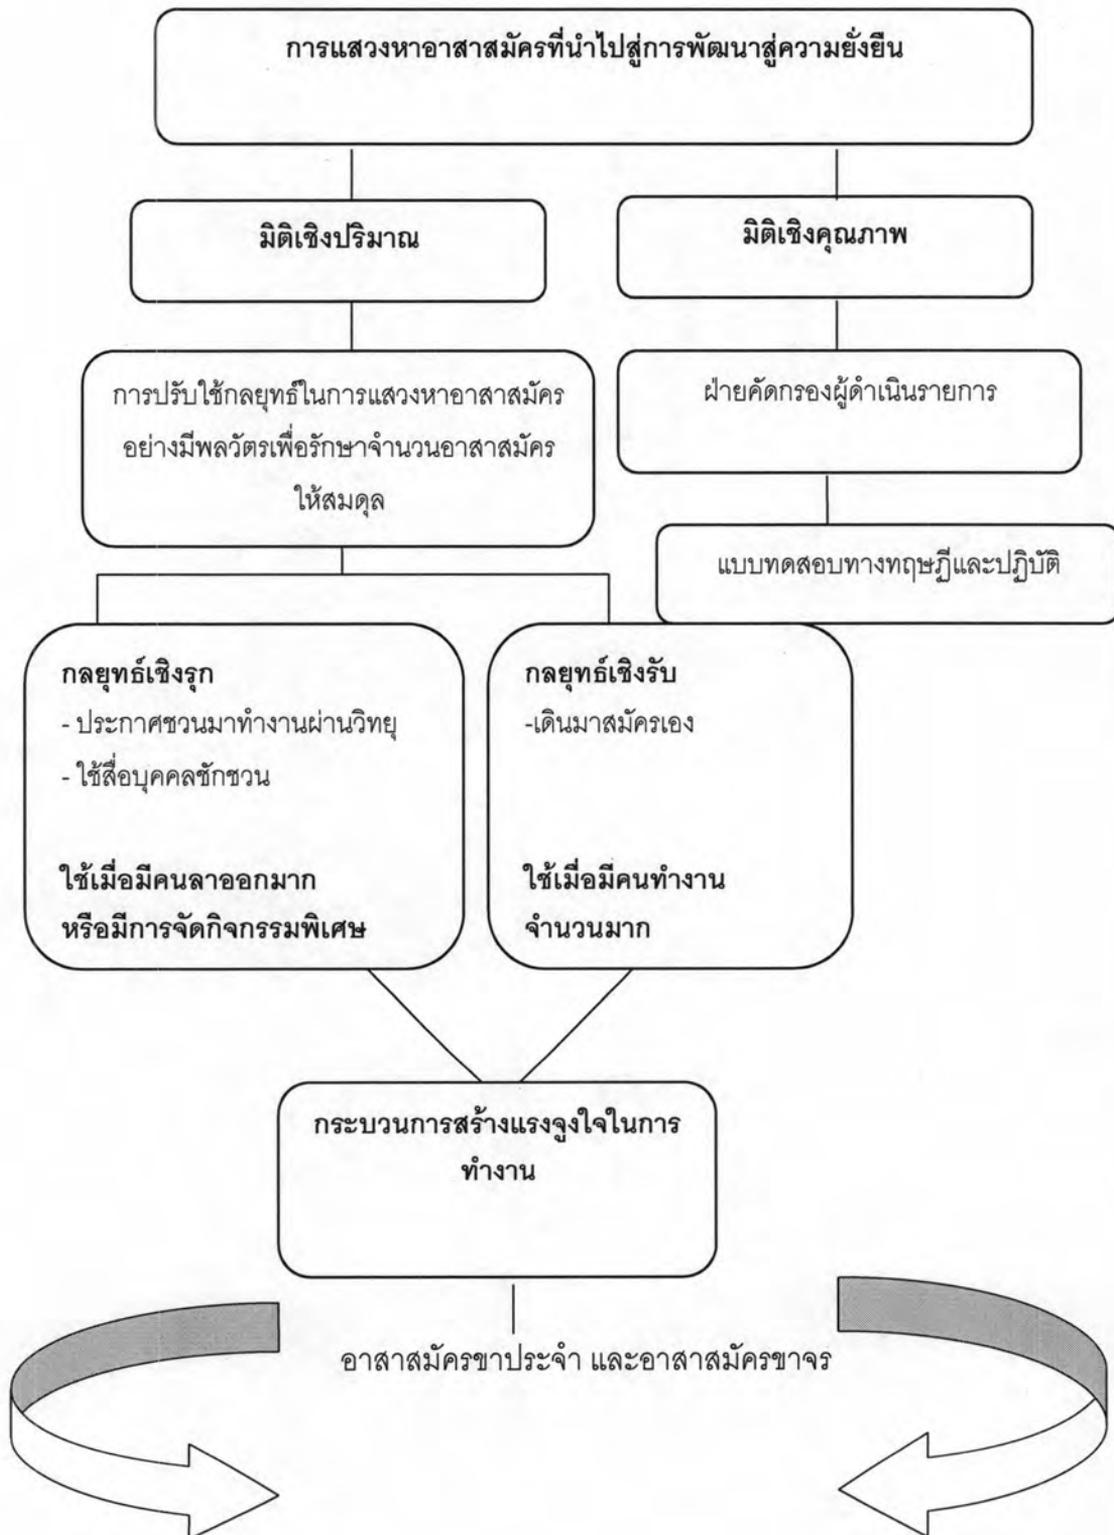 การแสวงหาอาสาสมัครที่นำไปสู่การพัฒนาสู่ความยั่งยืน
มิติเชิงปริมาณ
มิติเชิงคุณภาพ
การปรับใช้กลยุทธ์ในการแสวงหาอาสาสมัคร
อย่างมีพลวัตรเพื่อรักษาจำนวนอาสาสมัคร
ให้สมดุล
ฝ่ายคัดกรองผู้ดำเนินรายการ
แบบทดสอบทางทฤษฎีและปฏิบัติ
กลยุทธ์เชิงรุก
- ประกาศชวนมาทำงานผ่านวิทยุ
- ใช้สื่อบุคคลชักชวน
ใช้เมื่อมีคนลาออกมาก
หรือมีการจัดกิจกรรมพิเศษ
กลยุทธ์เชิงรับ
-เดินมาสมัครเอง
ใช้เมื่อมีคนทำงาน
จำนวนมาก
กระบวนการสร้างแรงจูงใจในการ
ทำงาน
อาสาสมัครขาประจำ และอาสาสมัครขาจร